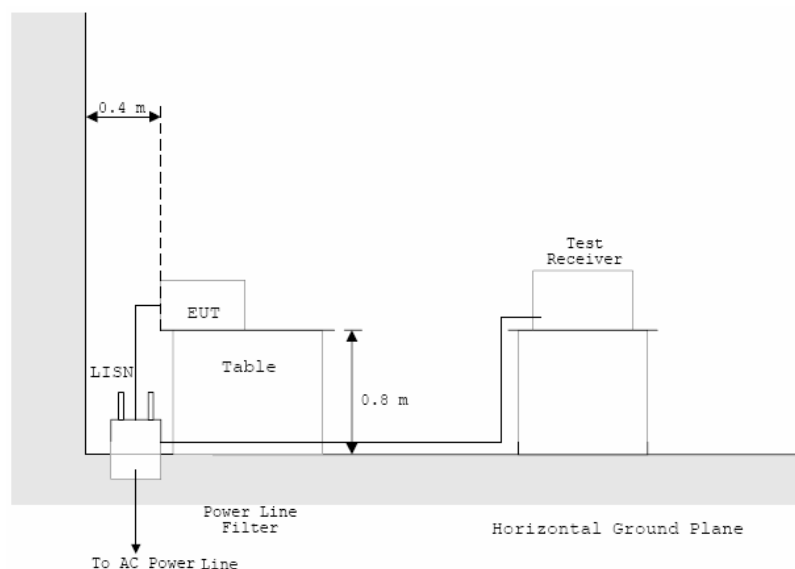 0.4 m
Test
Receiver
EUT
LISN
Table
0.8 m
Power Line
Filter
Horizontal Ground Plane
To AC Power Line